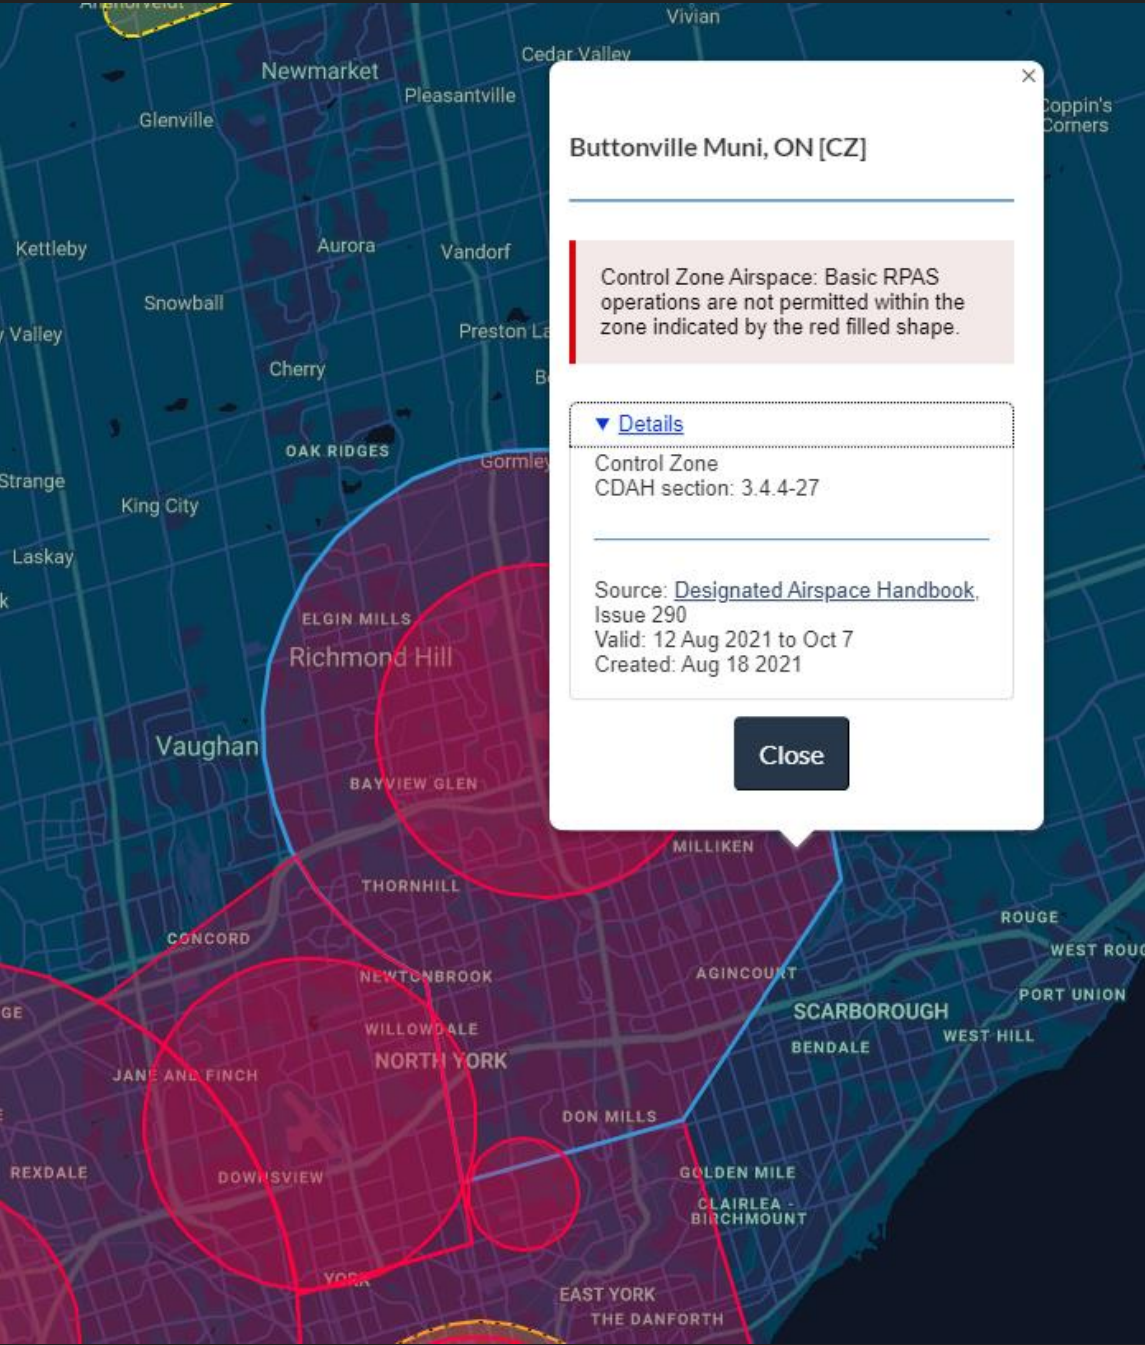 Vivian
Cedar Valley
Newmarket
Pleasantville
Glenville
Coppin's
Corners
×
Buttonville Muni, ON [CZ]
Kettleby
Aurora
Vandorf
Control Zone Airspace: Basic RPAS
operations are not permitted within the
zone indicated by the red filled shape.
Snowball
Valley
Preston La
Cherry
B
▼ Details
OAK RIDGES
Gormley
Control Zone
CDAH section: 3.4.4-27
Strange
King City
Laskay
k
Source: Designated Airspace Handbook,
Issue 290
Valid: 12 Aug 2021 to Oct 7
Created: Aug 18 2021
ELGIN MILLS
Richmond Hill
Vaughan
Close
BAYVIEW GLEN
MILLIKEN
THORNHILL
CONCORD
ROUGE
WEST ROUG
NEWTONBROOK
AGINCOURT
PORT UNION
GE
SCARBOROUGH
WILLOWDALE
WEST HILL
BENDALE
NORTH YORK
JANE AND FINCH
DON MILLS
REXDALE
DOWNSVIEW
GOLDEN MILE
CLAIRLEA -
BIRCHMOUNT
YORK
EAST YORK
THE DANFORTH